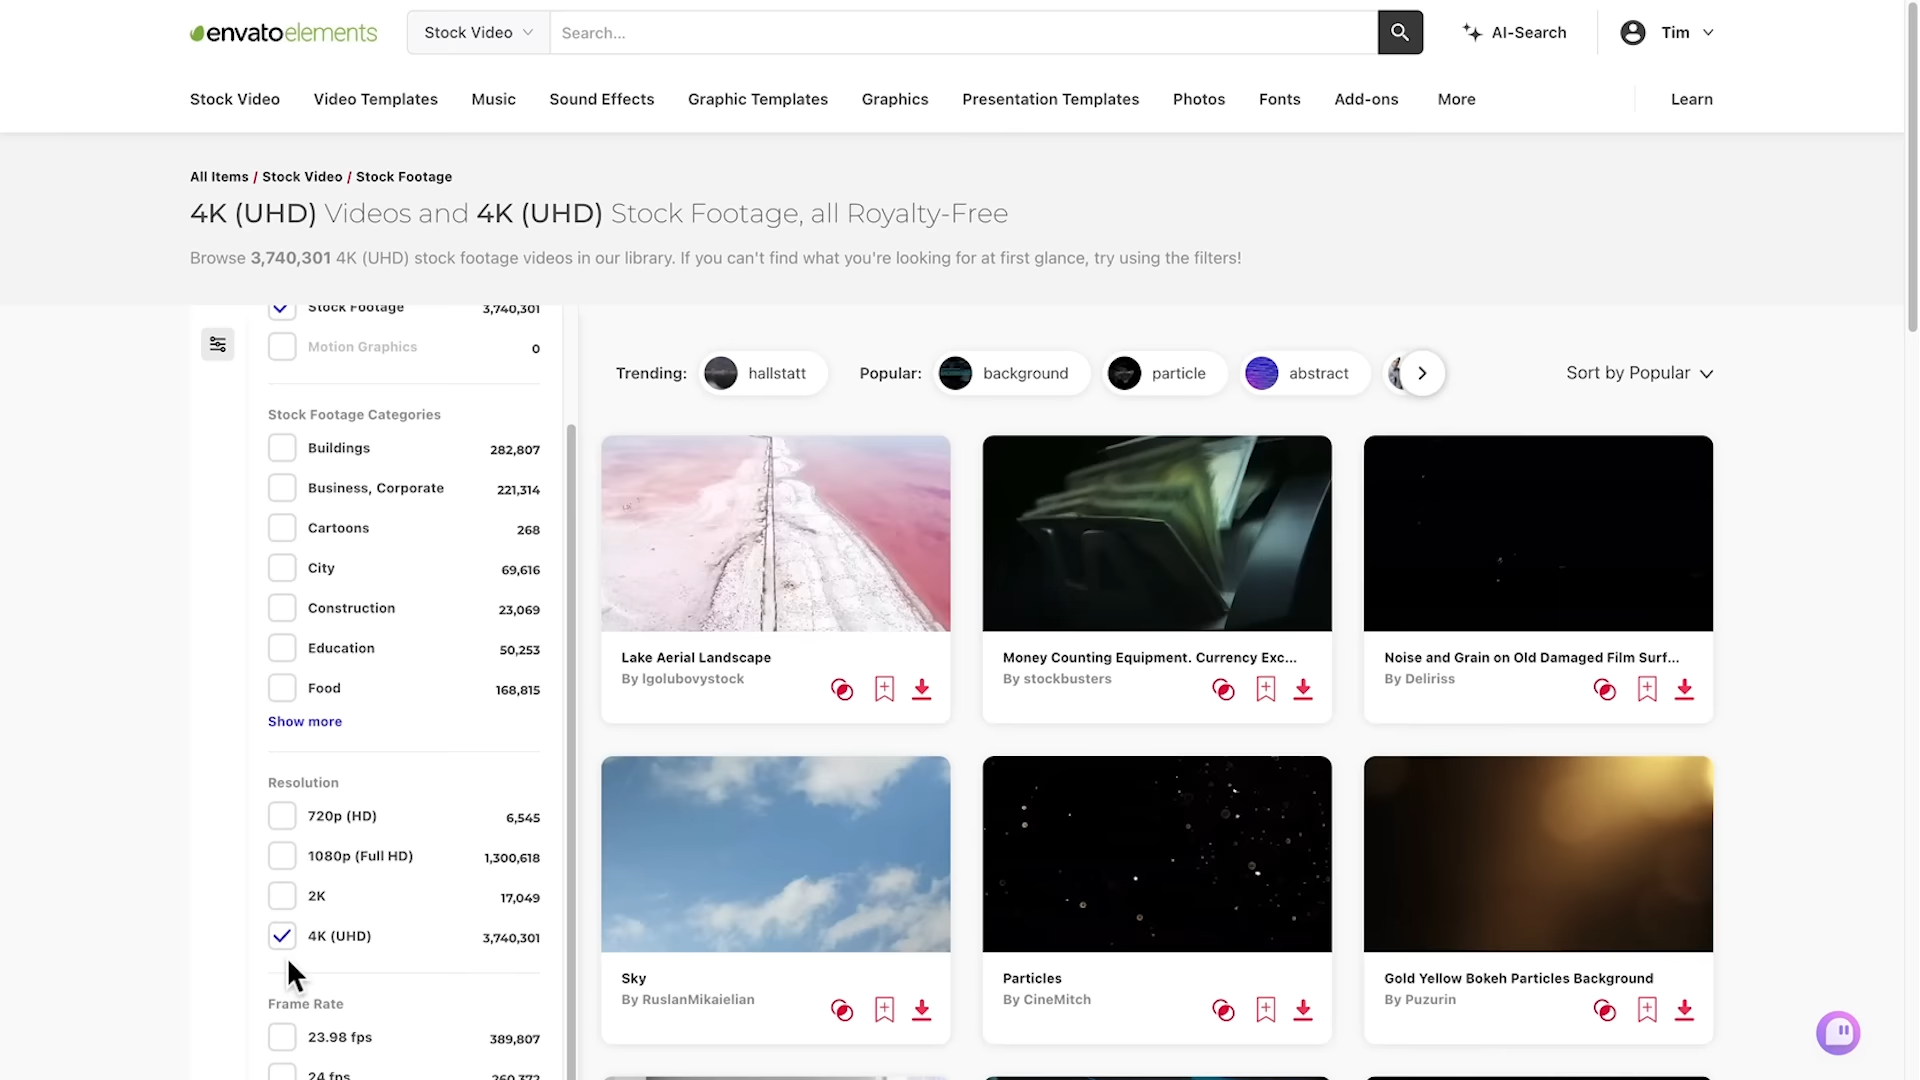 envatoelements
Stock Video
Search...
AI-Search
Tim
Stock Video
Video Templates
Music
Sound Effects
Graphic Templates
Graphics
Presentation Templates
Photos
Fonts
Add-ons
More
Learn
All Items / Stock Video / Stock Footage
4K (UHD) Videos and 4K (UHD) Stock Footage, all Royalty-Free
Browse 3,740,301 4K (UHD) stock footage videos in our library. If you can't find what you're looking for at first glance, try using the filters!
Stock Footage 3,740,301
Motion Graphics 0
Stock Footage Categories
Buildings 282,807
Business, Corporate 221,314
Cartoons 268
City 69,616
Construction 23,069
Education 50,253
Food 168,815
Show more
Resolution
720p (HD) 6,545
1080p (Full HD) 1,300,618
2K 17,049
4K (UHD) 3,740,301
Frame Rate
23.98 fps 389,807
24 fps 260,372
Trending:
hallstatt
Popular:
background
particle
abstract
Sort by Popular
Lake Aerial Landscape
By Igolubovystock
Money Counting Equipment. Currency Exc...
By stockbusters
Noise and Grain on Old Damaged Film Surf...
By Deliriss
Sky
By RuslanMikaielian
Particles
By CineMitch
Gold Yellow Bokeh Particles Background
By Puzurin